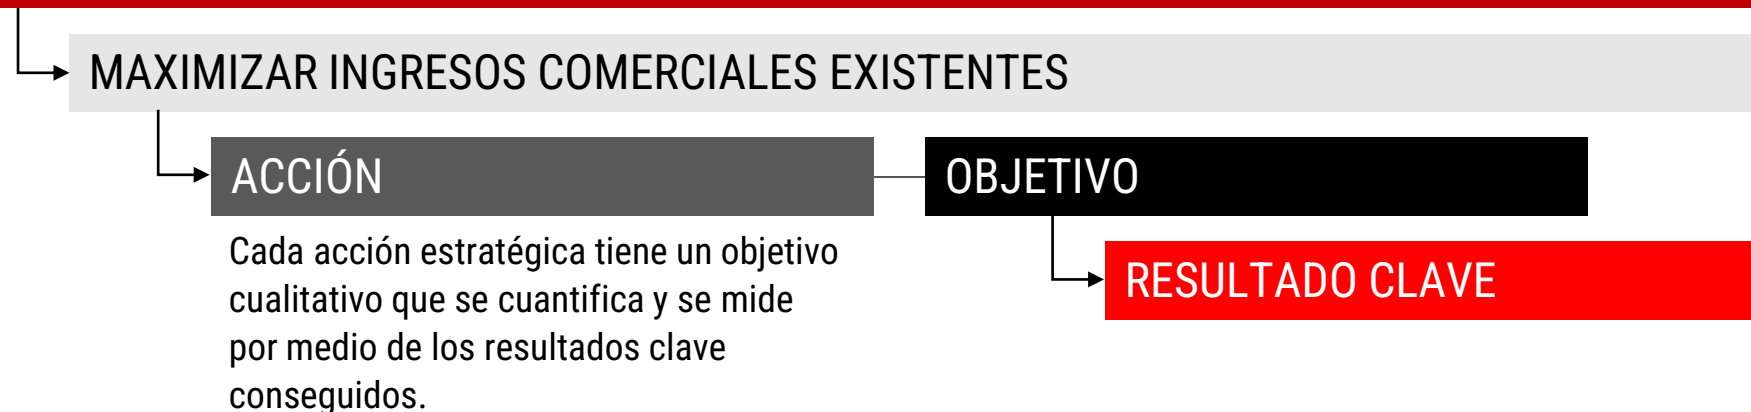 MAXIMIZAR INGRESOS COMERCIALES EXISTENTES
ACCIÓN
OBJETIVO
Cada acción estratégica tiene un objetivo
cualitativo que se cuantifica y se mide
por medio de los resultados clave
conseguidos.
RESULTADO CLAVE